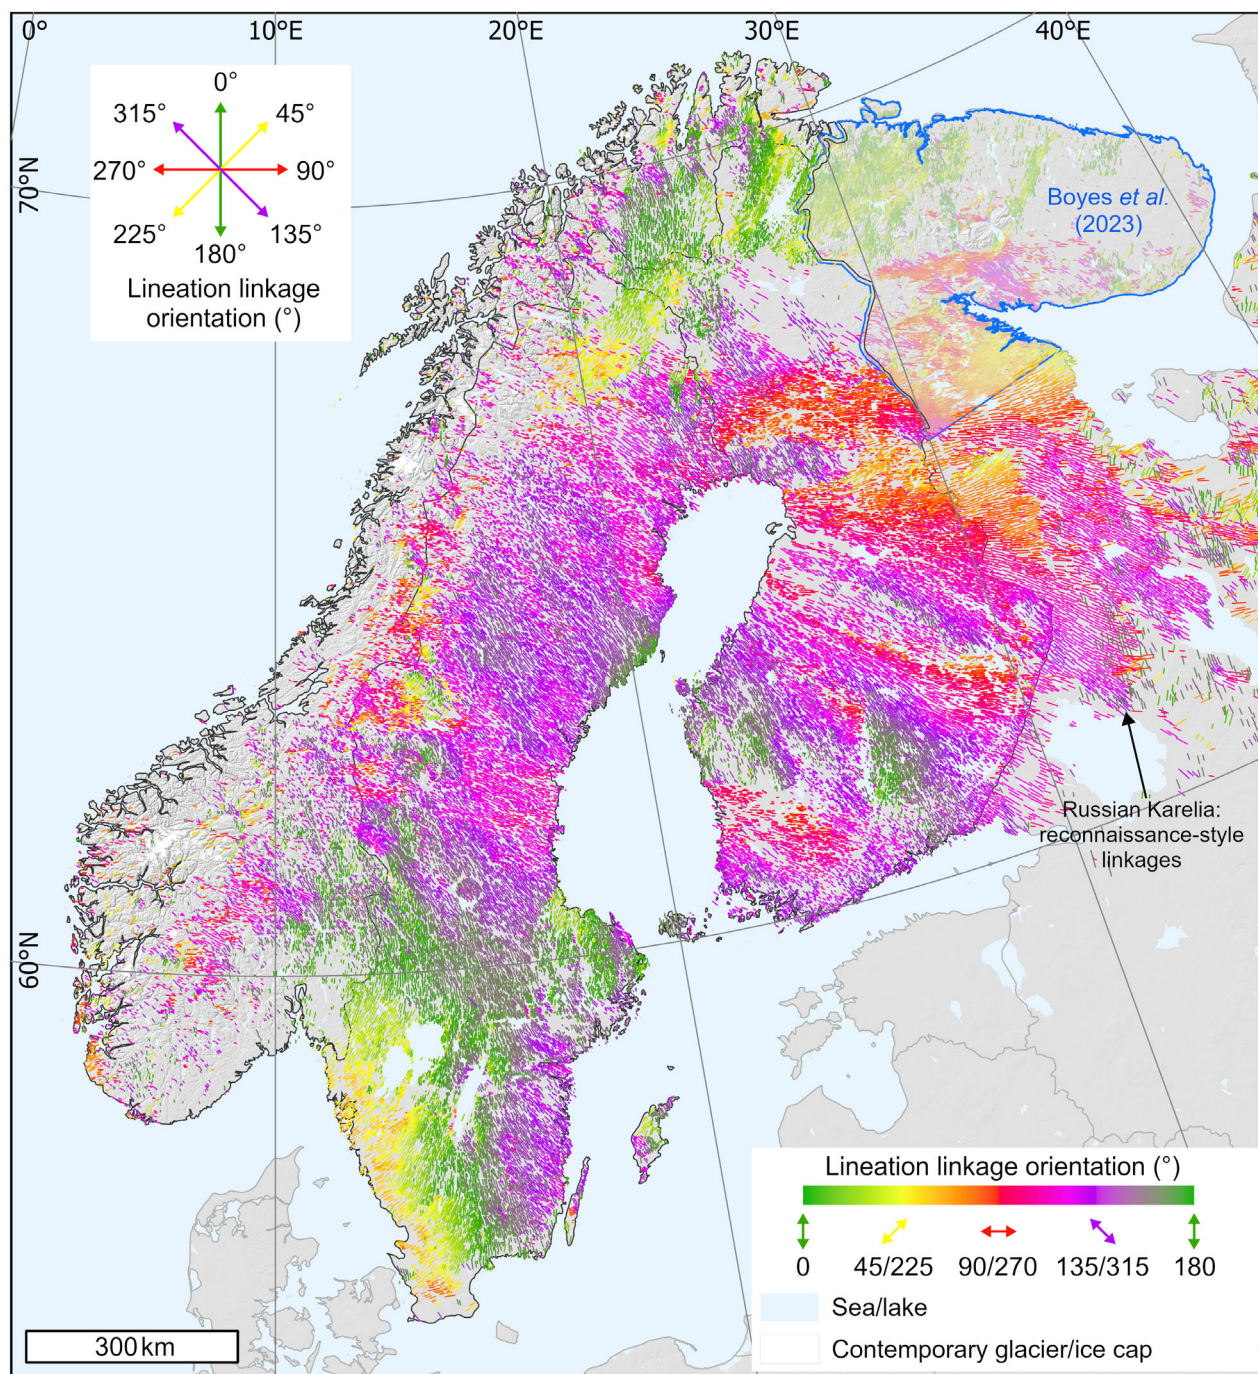 0°
10°E
20°E
30°E
40°E
70°N
60°N
0°
315°
45°
270°
90°
225°
135°
180°
Lineation linkage
orientation (°)
Boyes et al.
(2023)
Russian Karelia:
reconnaissance-style
linkages
Lineation linkage orientation (°)
0
45/225
90/270
135/315
180
Sea/lake
Contemporary glacier/ice cap
300 km